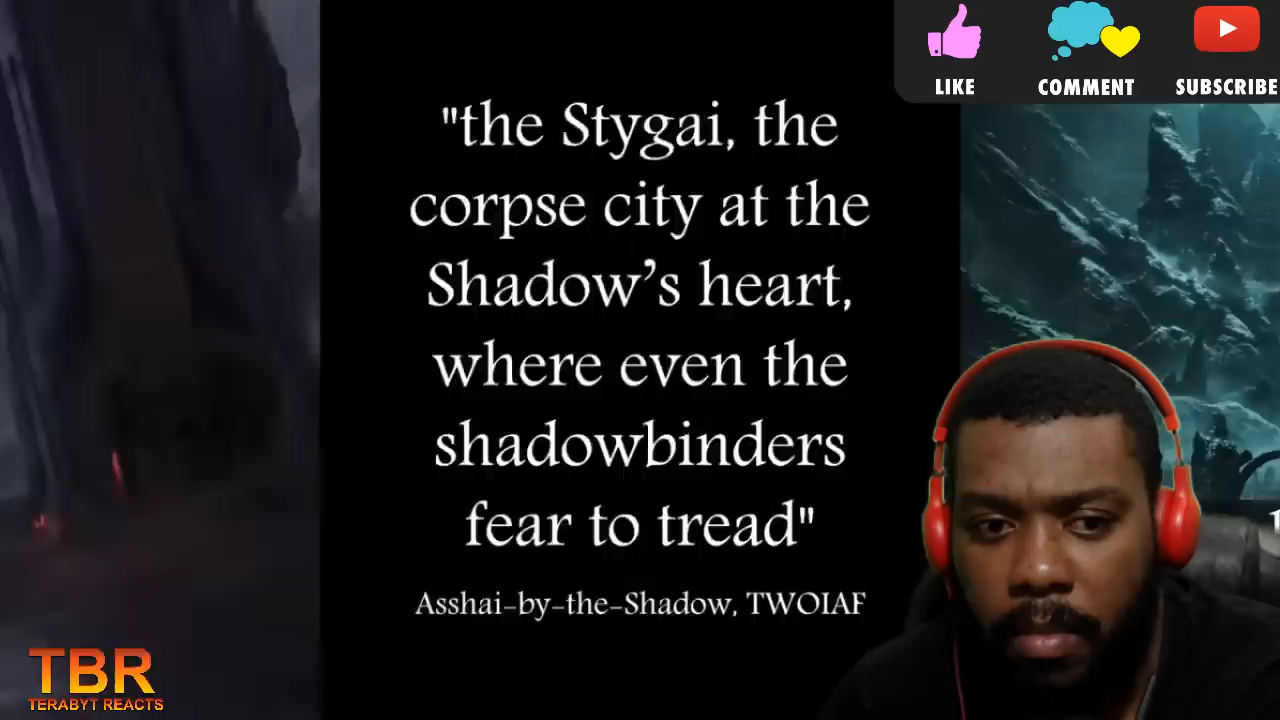 LIKE
COMMENT
SUBSCRIBE
"the Stygai, the
corpse city at the
Shadow's heart,
where even the
shadowbinders
fear to tread"
Asshai-by-the-Shadow, TWOIAF
TBR
TERABYT REACTS